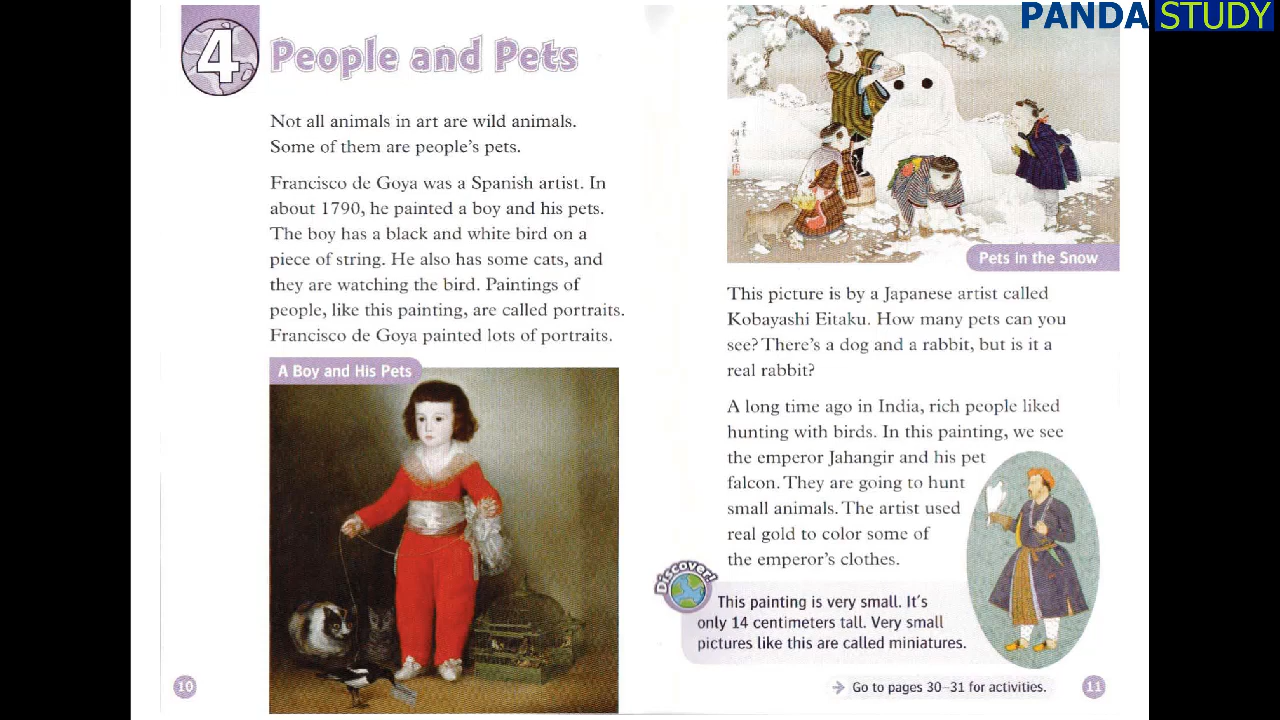 PANDA STUDY
4
People and Pets
Not all animals in art are wild animals.
Some of them are people's pets.
Francisco de Goya was a Spanish artist. In
about 1790, he painted a boy and his pets.
The boy has a black and white bird on a
piece of string. He also has some cats, and
they are watching the bird. Paintings of
people, like this painting, are called portraits.
Francisco de Goya painted lots of portraits.
A Boy and His Pets
10
Pets in the Snow
This picture is by a Japanese artist called
Kobayashi Eitaku. How many pets can you
see? There's a dog and a rabbit, but is it a
real rabbit?
A long time ago in India, rich people liked
hunting with birds. In this painting, we see
the emperor Jahangir and his pet
falcon. They are going to hunt
small animals. The artist used
real gold to color some of
the emperor's clothes.
Discover!
This painting is very small. It's
only 14 centimeters tall. Very small
pictures like this are called miniatures.
→ Go to pages 30–31 for activities.
11